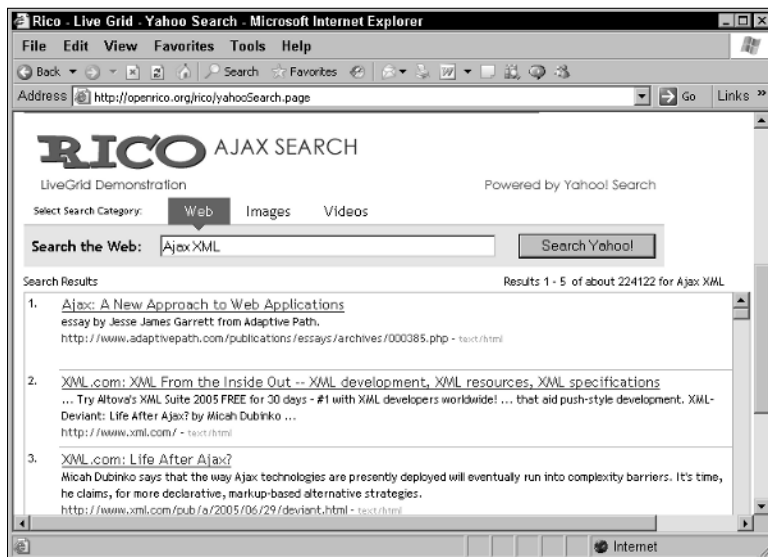 Rico - Live Grid - Yahoo Search - Microsoft Internet Explorer
File Edit View Favorites Tools Help
Back Search Favorites
Address http://openrico.org/rico/yahooSearch.page Go Links »
RICO AJAX SEARCH
LiveGrid Demonstration Powered by Yahoo! Search
Select Search Category: Web Images Videos
Search the Web: Ajax XML Search Yahoo!
Search Results Results 1 - 5 of about 224122 for Ajax XML
1. Ajax: A New Approach to Web Applications
essay by Jesse James Garrett from Adaptive Path.
http://www.adaptivepath.com/publications/essays/archives/000385.php - text/html
2. XML.com: XML From the Inside Out -- XML development, XML resources, XML specifications
... Try Altova's XML Suite 2005 FREE for 30 days - #1 with XML developers worldwide! ... that aid push-style development. XML-
Deviant: Life After Ajax? by Micah Dubinko ...
http://www.xml.com/ - text/html
3. XML.com: Life After Ajax?
Micah Dubinko says that the way Ajax technologies are presently deployed will eventually run into complexity barriers. It's time,
he claims, for more declarative, markup-based alternative strategies.
http://www.xml.com/pub/a/2005/06/29/deviant.html - text/html
Internet